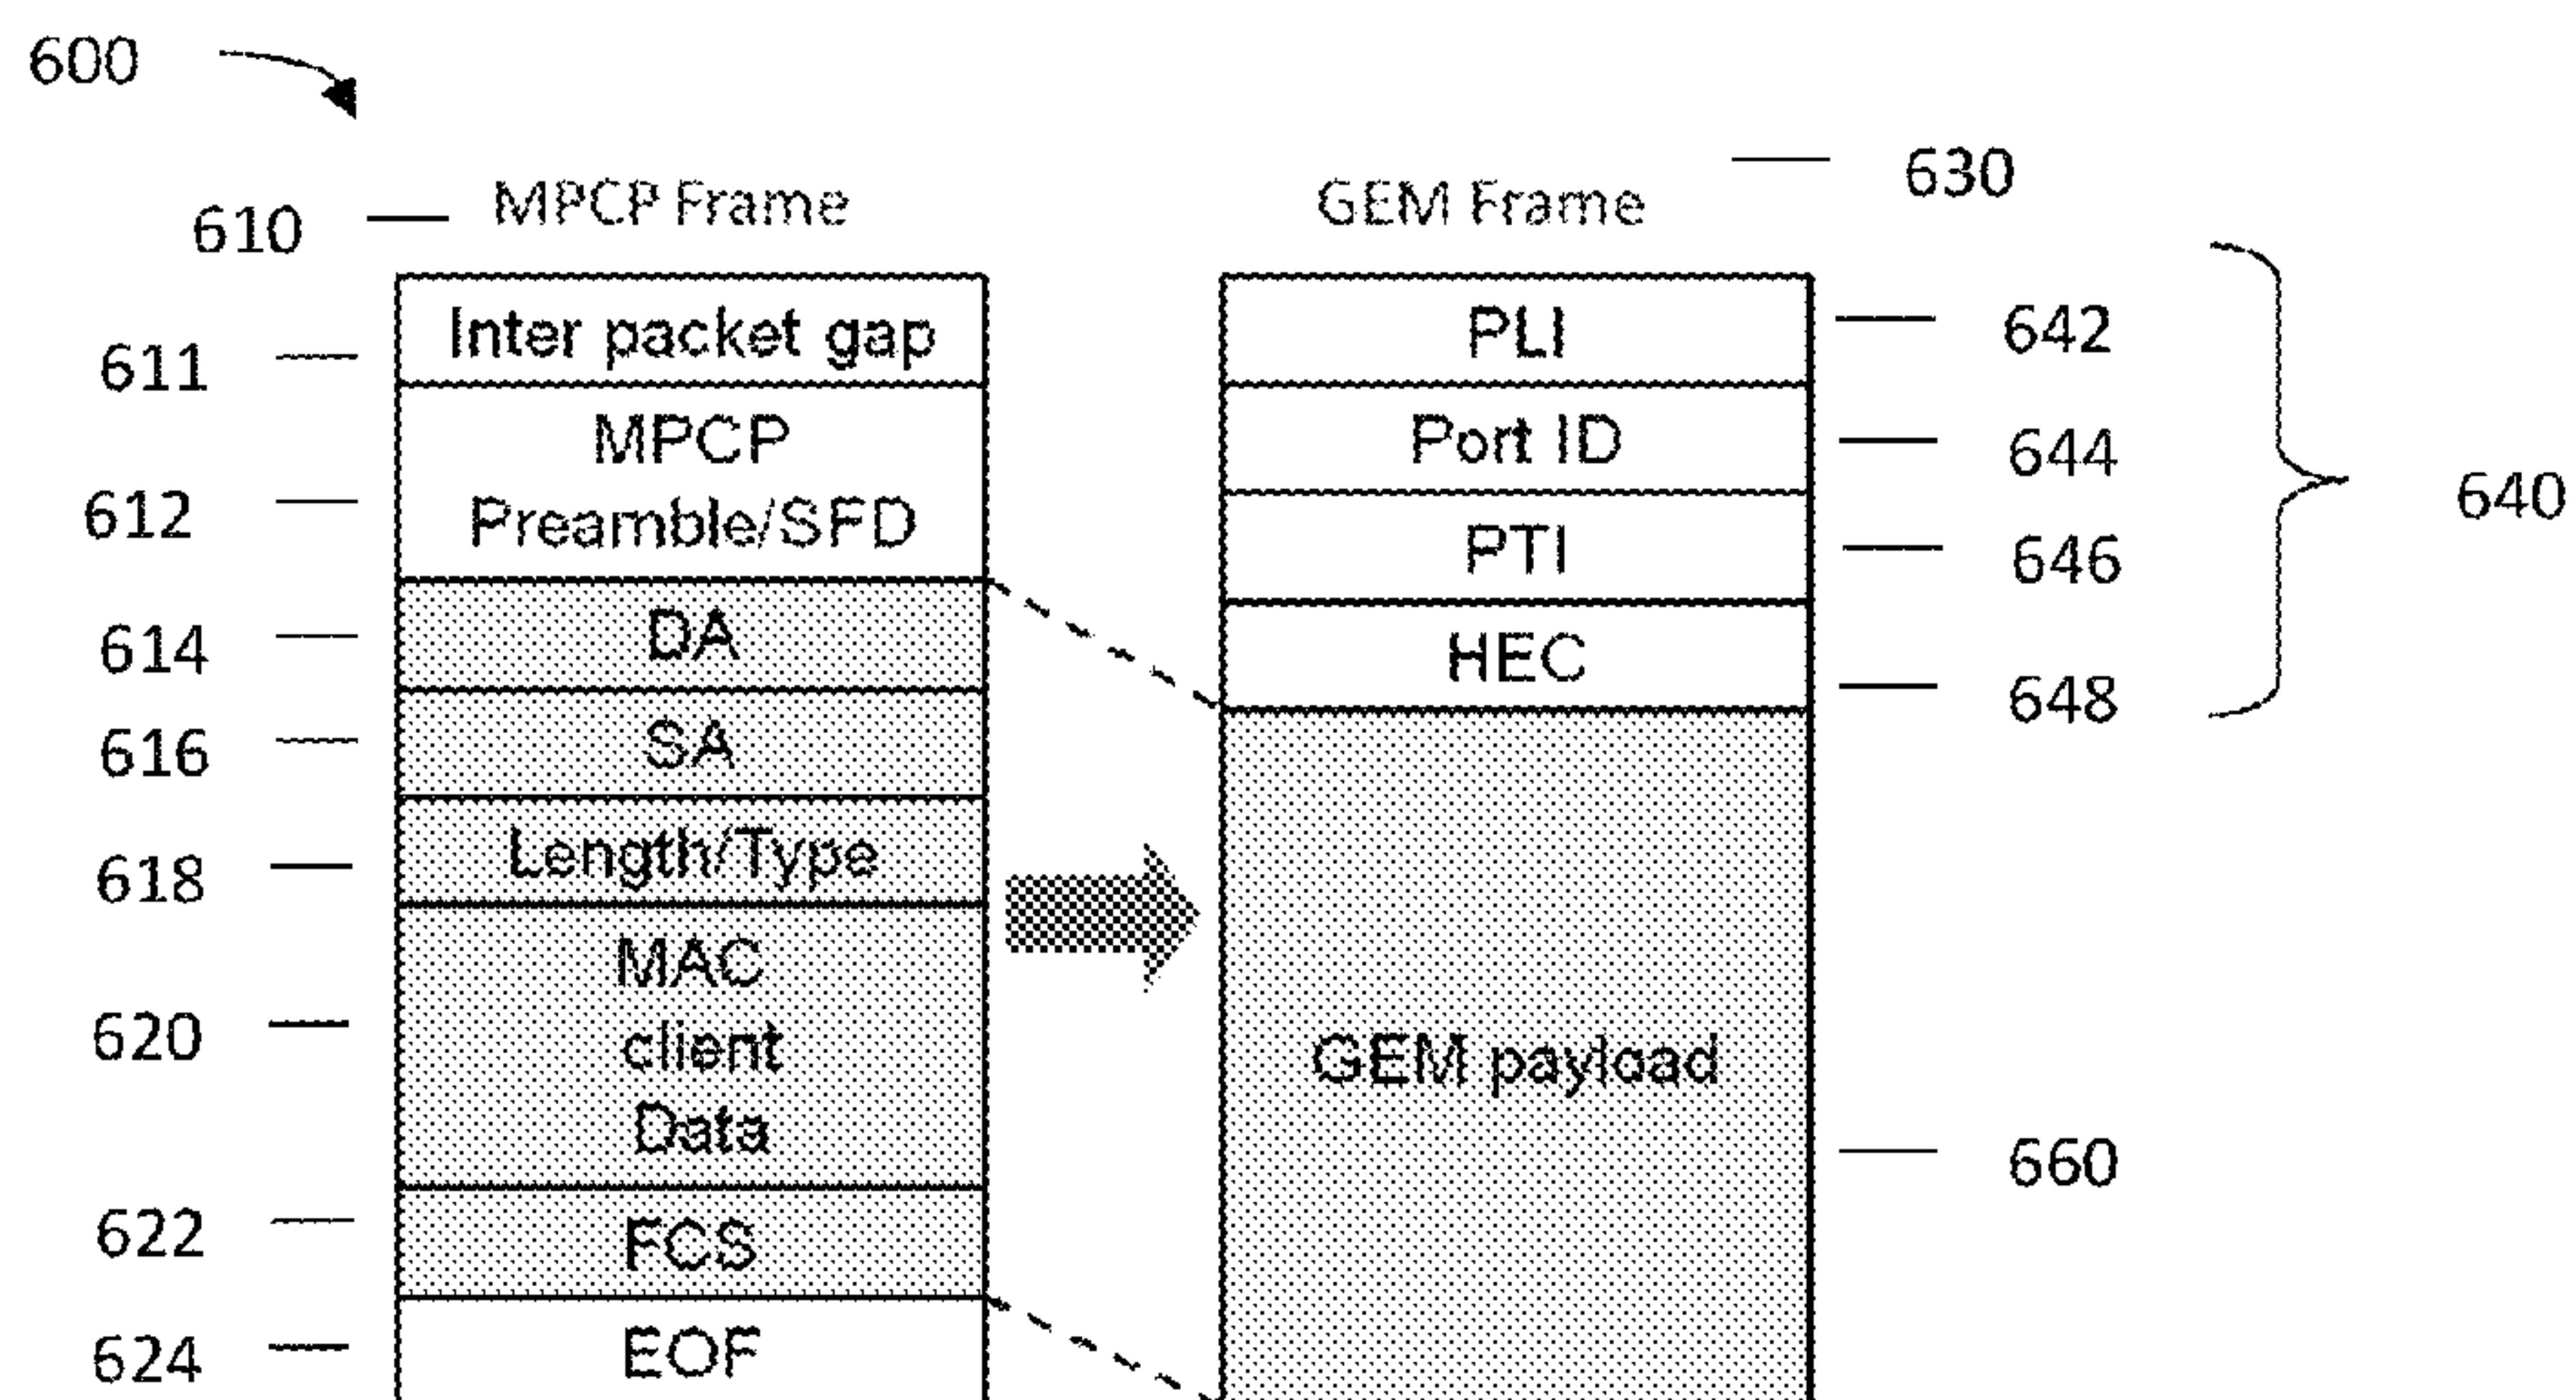 600
630
610
MPCP Frame
GEM Frame
611
Inter packet gap
PLI
642
MPCP
Port ID
644
612
Preamble/SFD
640
PTI
646
614
DA
HEC
648
616
SA
618
Length/Type
MAC
620
client
GEM payload
Data
660
622
FCS
624
EOF